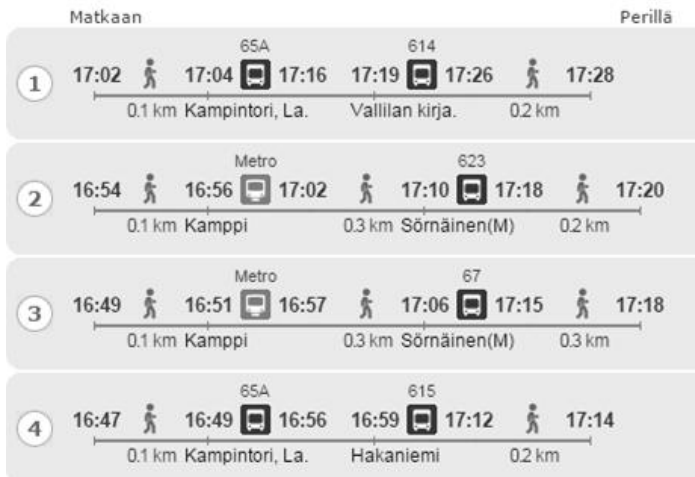 Matkaan Perillä
65A 614
1 17:02 17:04 17:16 17:19 17:26 17:28
0.1 km Kampintori, La. Vallilan kirja. 0.2 km
Metro 623
2 16:54 16:56 17:02 17:10 17:18 17:20
0.1 km Kamppi 0.3 km Sörnäinen(M) 0.2 km
Metro 67
3 16:49 16:51 16:57 17:06 17:15 17:18
0.1 km Kamppi 0.3 km Sörnäinen(M) 0.3 km
65A 615
4 16:47 16:49 16:56 16:59 17:12 17:14
0.1 km Kampintori, La. Hakaniemi 0.2 km